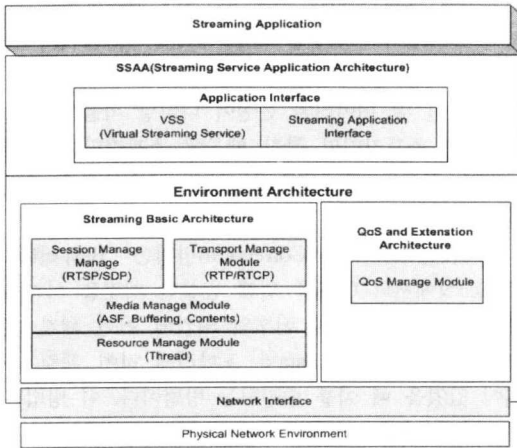 Streaming Application
SSAA(Streaming Service Application Architecture)
Application Interface
VSS
(Virtual Streaming Service)
Streaming Application
Interface
Environment Architecture
Streaming Basic Architecture
Session Manage
Manage
(RTSP/SDP)
Transport Manage
Module
(RTP/RTCP)
Media Manage Module
(ASF, Buffering, Contents)
Resource Manage Module
(Thread)
QoS and Extenstion
Architecture
QoS Manage Module
Network Interface
Physical Network Environment